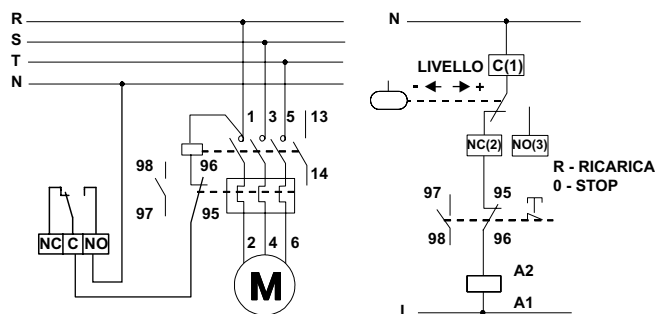 R
S
T
N
1 3 5 13
98 96 14
97 95
NC C NO
2 4 6
M
N
LIVELLO C(1)
- +
NC(2) NO(3)
R - RICARICA
0 - STOP
97 95
98 96
A2
A1